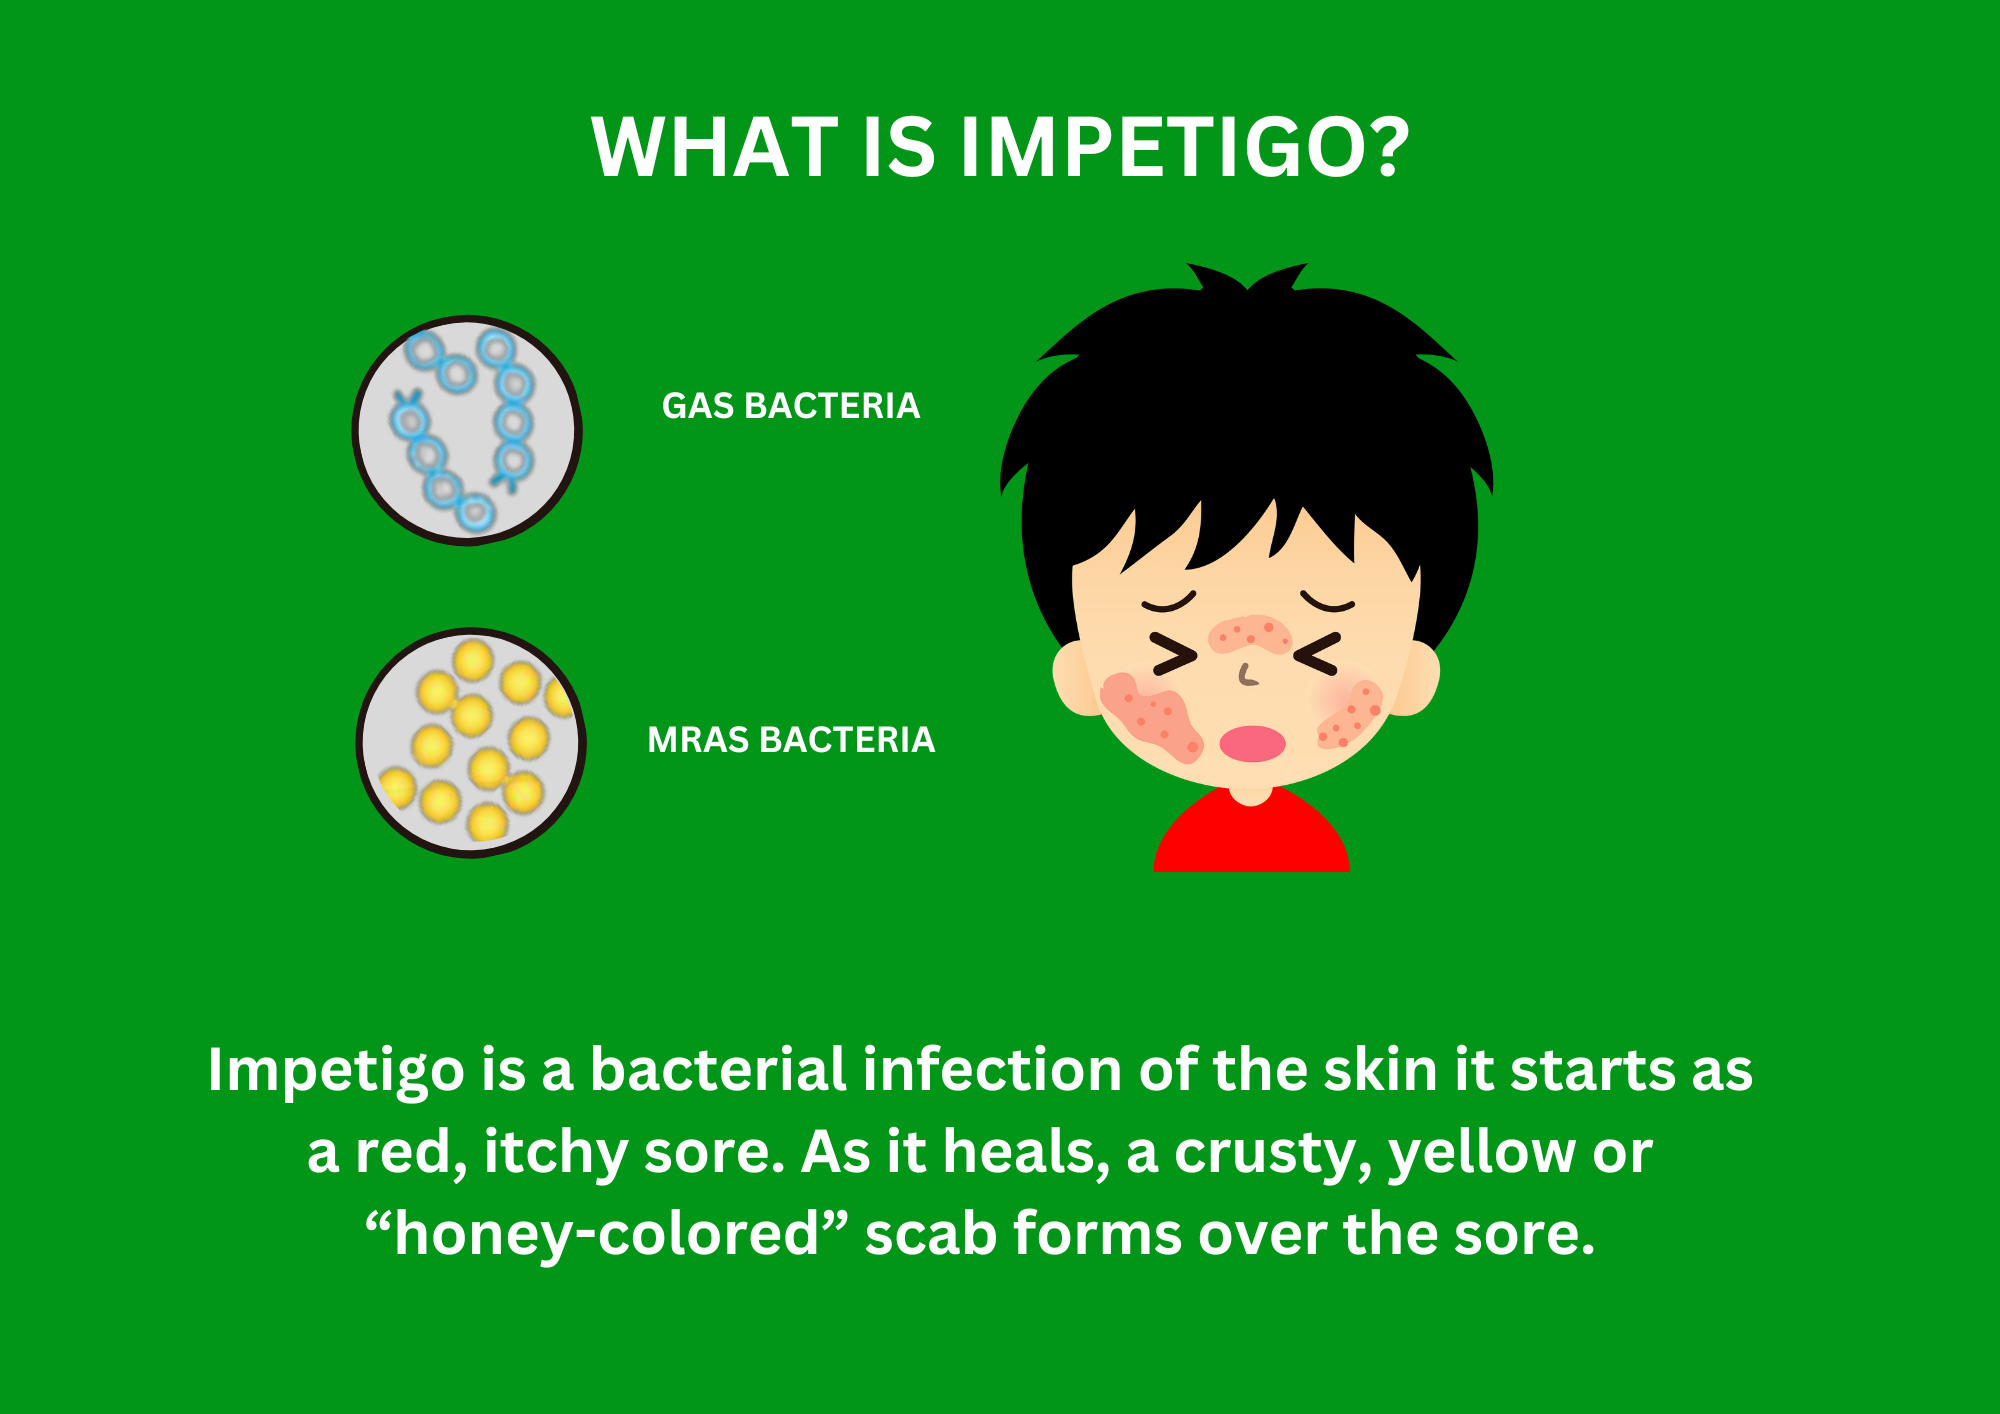 WHAT IS IMPETIGO?
GAS BACTERIA
MRAS BACTERIA
Impetigo is a bacterial infection of the skin it starts as
a red, itchy sore. As it heals, a crusty, yellow or
“honey-colored” scab forms over the sore.